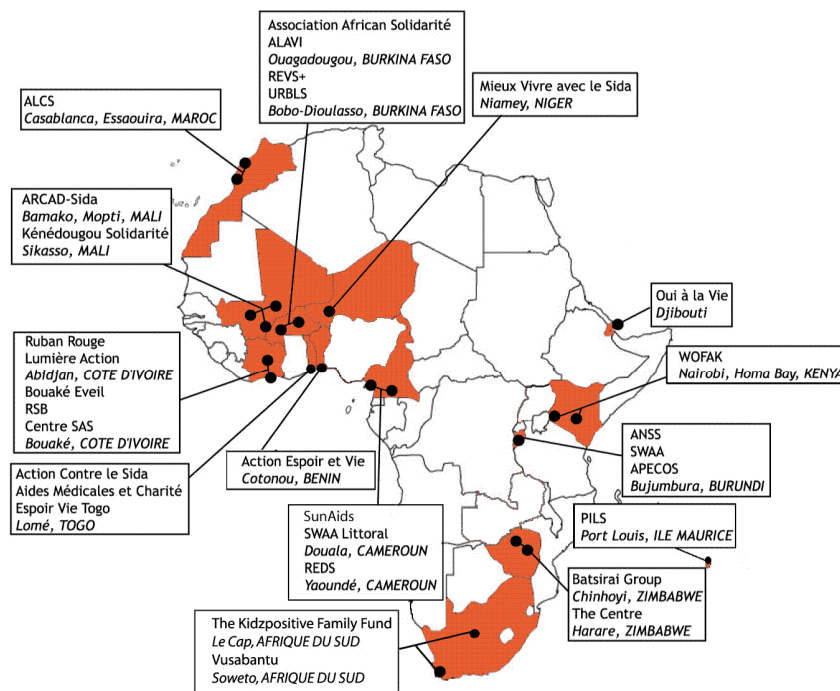 Association African Solidarité
ALAVI
Ouagadougou, BURKINA FASO
REVS+
URBLS
Bobo-Dioulasso, BURKINA FASO
Mieux Vivre avec le Sida
Niamey, NIGER
ALCS
Casablanca, Essaouira, MAROC
ARCAD-Sida
Bamako, Mopti, MALI
Kénédougou Solidarité
Sikasso, MALI
Oui à la Vie
Djibouti
Ruban Rouge
Lumière Action
Abidjan, COTE D'IVOIRE
Bouaké Eveil
RSB
Centre SAS
Bouaké, COTE D'IVOIRE
WOFAK
Nairobi, Homa Bay, KENYA
ANSS
SWAA
APECOS
Bujumbura, BURUNDI
Action Espoir et Vie
Cotonou, BENIN
Action Contre le Sida
Aides Médicales et Charité
Espoir Vie Togo
Lomé, TOGO
SunAids
SWAA Littoral
Douala, CAMEROUN
REDS
Yaoundé, CAMEROUN
PILS
Port Louis, ILE MAURICE
Batsirai Group
Chinhoyi, ZIMBABWE
The Centre
Harare, ZIMBABWE
The Kidzpositive Family Fund
Le Cap, AFRIQUE DU SUD
Vusabantu
Soweto, AFRIQUE DU SUD